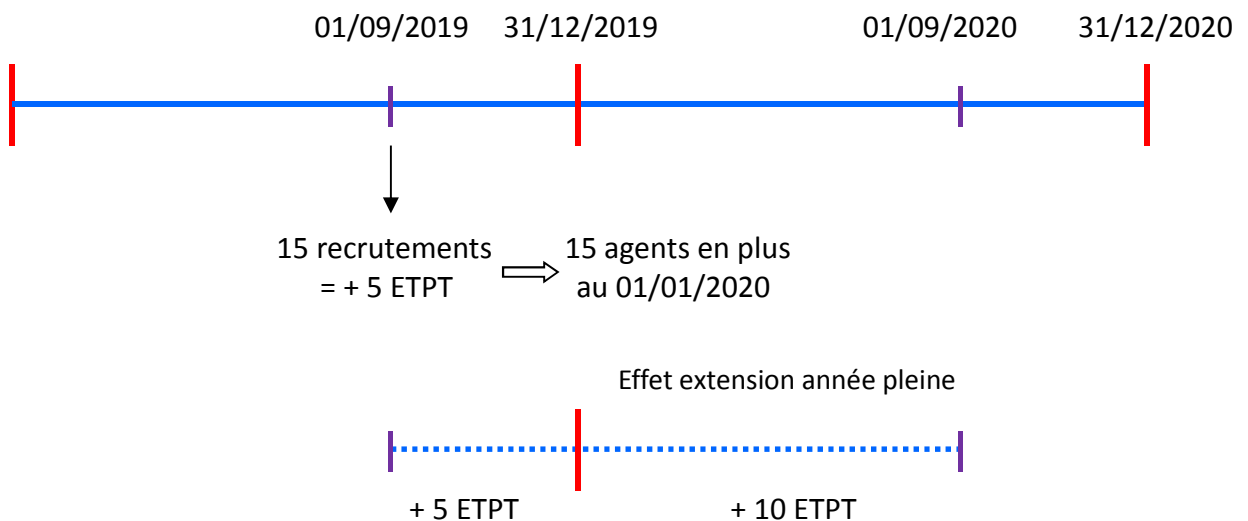 01/09/2019 31/12/2019 01/09/2020 31/12/2020
15 recrutements
= + 5 ETPT
15 agents en plus
au 01/01/2020
Effet extension année pleine
+ 5 ETPT + 10 ETPT